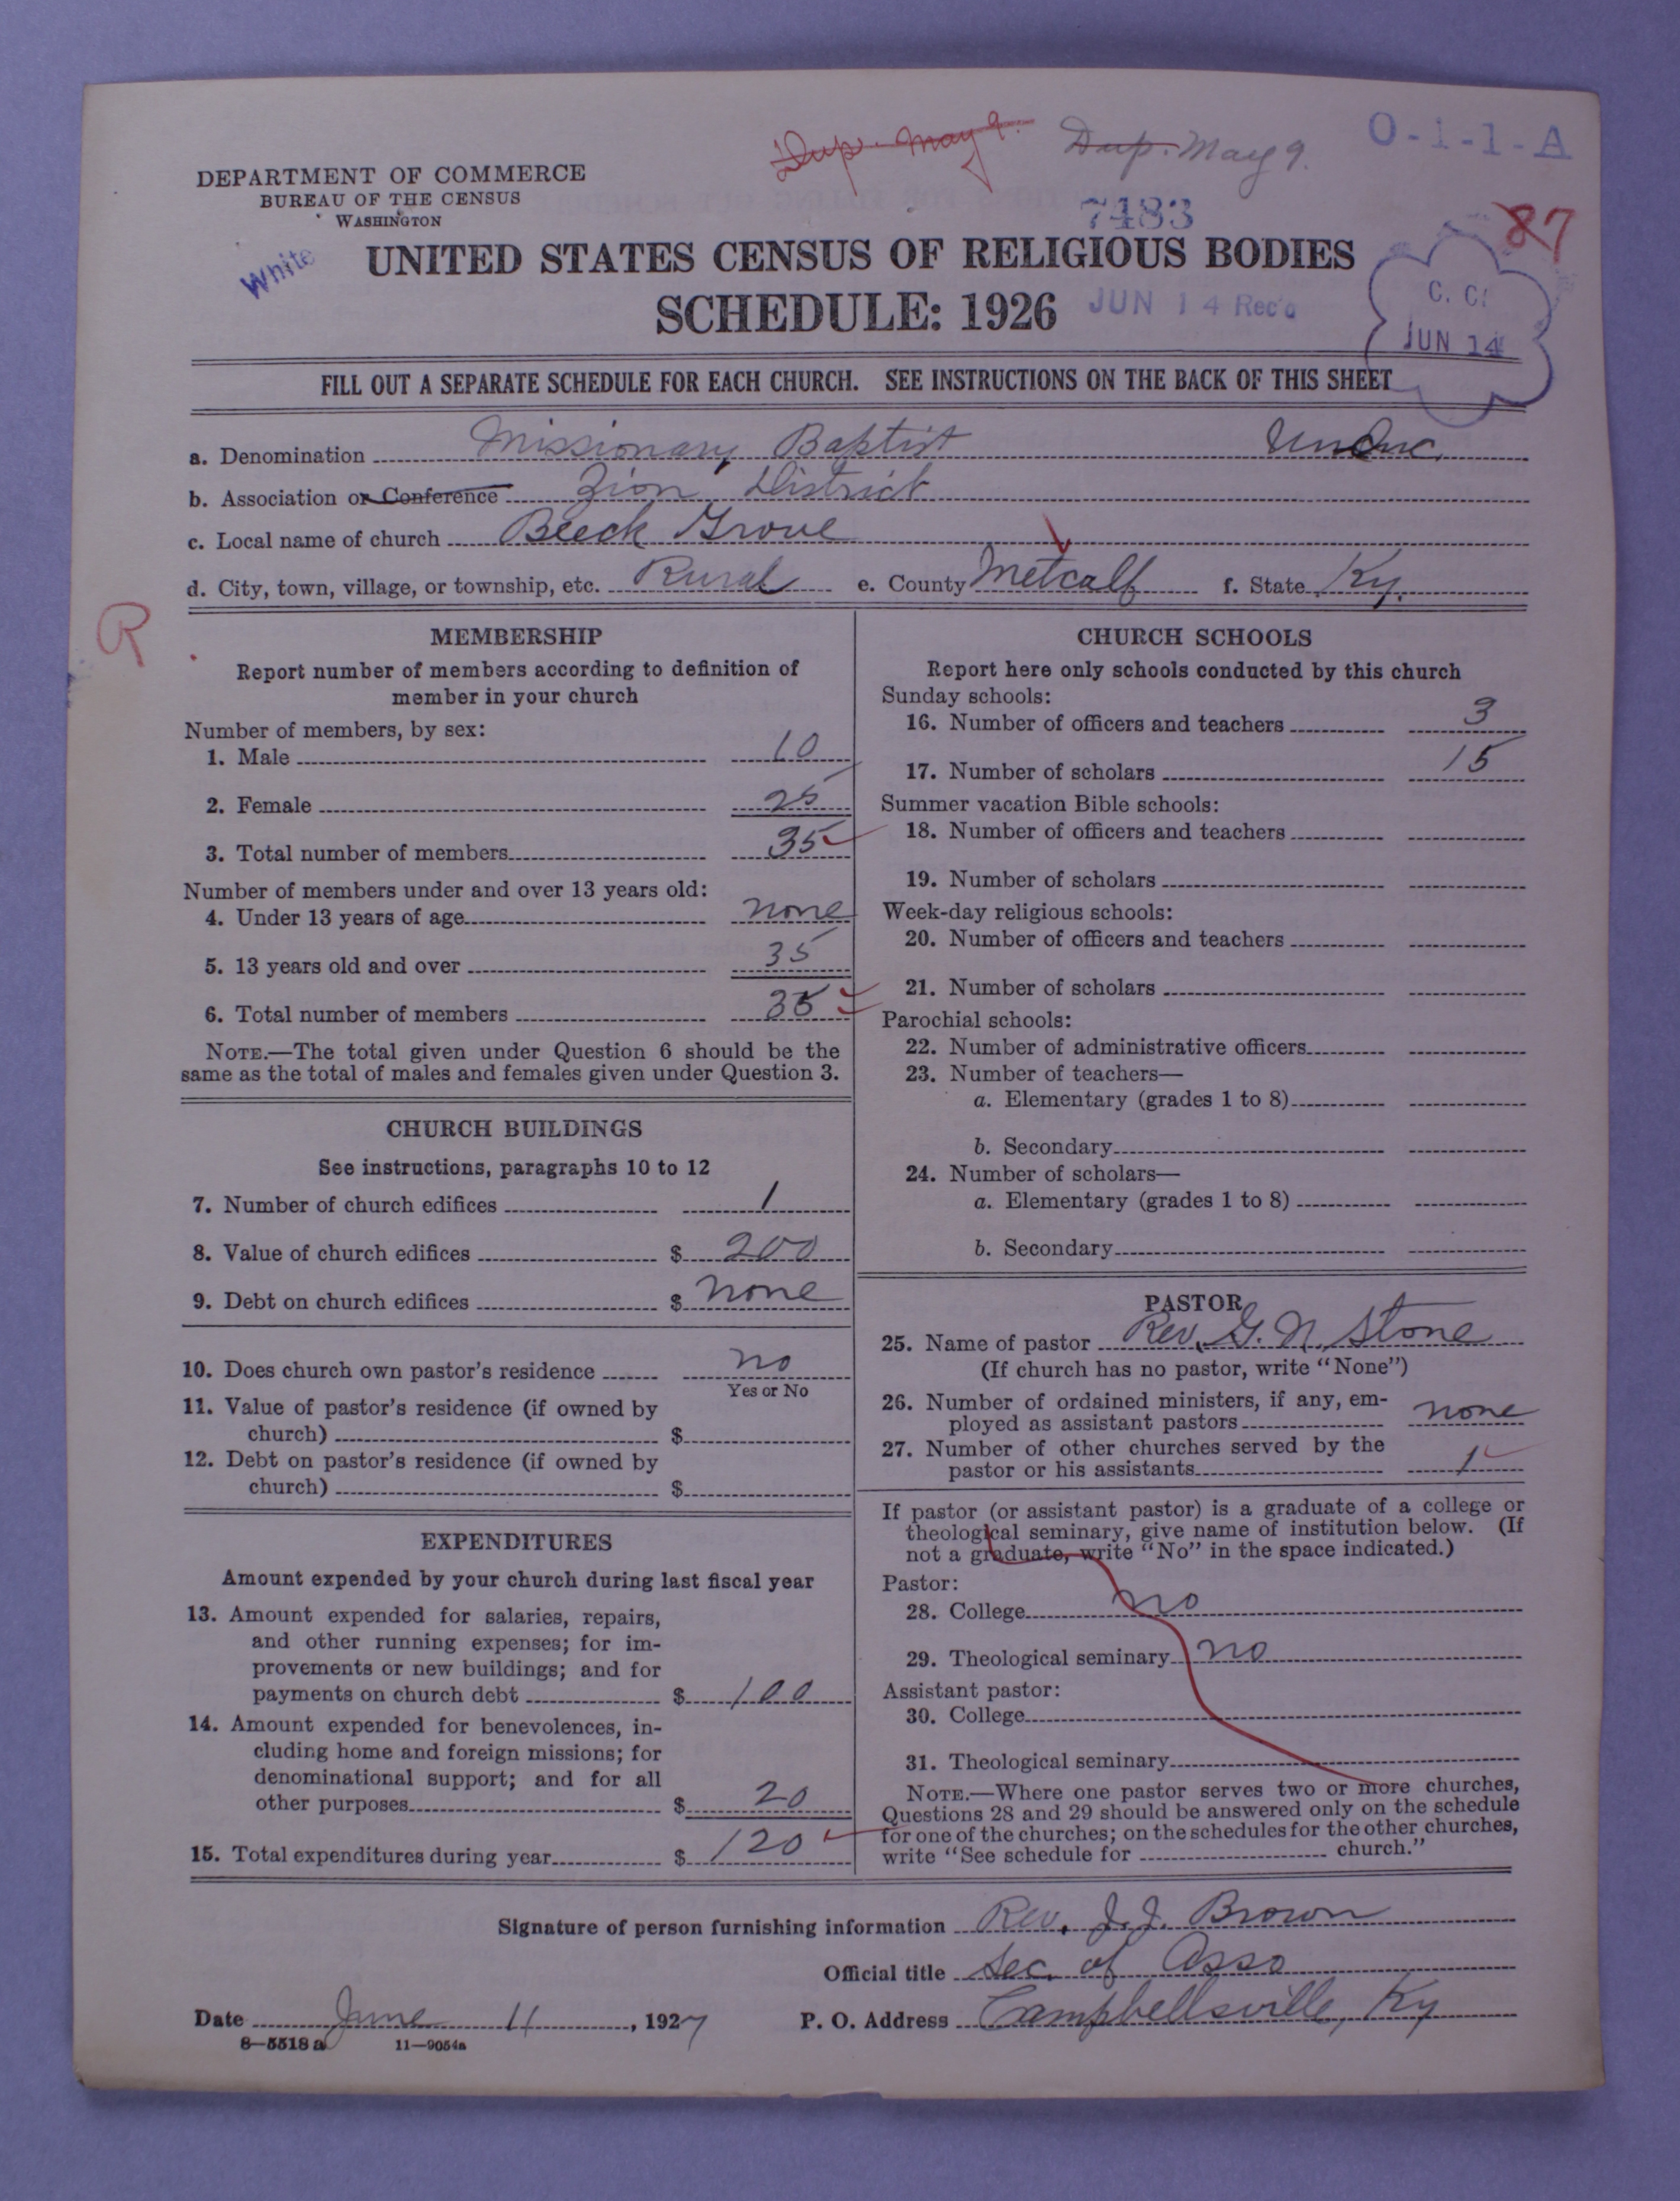 Dup. May 9. Dup. May 9. O-1-1-A
DEPARTMENT OF COMMERCE
BUREAU OF THE CENSUS
WASHINGTON
7483
87
White
UNITED STATES CENSUS OF RELIGIOUS BODIES
SCHEDULE: 1926 JUN 14 Rec'd
C. C.
JUN 14
FILL OUT A SEPARATE SCHEDULE FOR EACH CHURCH. SEE INSTRUCTIONS ON THE BACK OF THIS SHEET
a. Denomination Missionary Baptist
b. Association or Conference Zion District
c. Local name of church Beech Grove
d. City, town, village, or township, etc. Rural e. County Metcalf f. State Ky.
R
MEMBERSHIP
Report number of members according to definition of
member in your church
Number of members, by sex:
1. Male 10
2. Female 25
3. Total number of members 35
Number of members under and over 13 years old:
4. Under 13 years of age none
5. 13 years old and over 35
6. Total number of members 35
NOTE.—The total given under Question 6 should be the
same as the total of males and females given under Question 3.
CHURCH BUILDINGS
See instructions, paragraphs 10 to 12
7. Number of church edifices 1
8. Value of church edifices $ 200
9. Debt on church edifices $ none
10. Does church own pastor's residence no
Yes or No
11. Value of pastor's residence (if owned by
church) $
12. Debt on pastor's residence (if owned by
church) $
EXPENDITURES
Amount expended by your church during last fiscal year
13. Amount expended for salaries, repairs,
and other running expenses; for im-
provements or new buildings; and for
payments on church debt $ 100
14. Amount expended for benevolences, in-
cluding home and foreign missions; for
denominational support; and for all
other purposes $ 20
15. Total expenditures during year $ 120
CHURCH SCHOOLS
Report here only schools conducted by this church
Sunday schools:
16. Number of officers and teachers 3
17. Number of scholars 15
Summer vacation Bible schools:
18. Number of officers and teachers
19. Number of scholars
Week-day religious schools:
20. Number of officers and teachers
21. Number of scholars
Parochial schools:
22. Number of administrative officers
23. Number of teachers—
a. Elementary (grades 1 to 8)
b. Secondary
24. Number of scholars—
a. Elementary (grades 1 to 8)
b. Secondary
PASTOR
25. Name of pastor Rev. G. N. Stone
(If church has no pastor, write "None")
26. Number of ordained ministers, if any, em-
ployed as assistant pastors none
27. Number of other churches served by the
pastor or his assistants 1
If pastor (or assistant pastor) is a graduate of a college or
theological seminary, give name of institution below. (If
not a graduate, write "No" in the space indicated.)
Pastor:
28. College no
29. Theological seminary no
Assistant pastor:
30. College
31. Theological seminary
NOTE.—Where one pastor serves two or more churches,
Questions 28 and 29 should be answered only on the schedule
for one of the churches; on the schedules for the other churches,
write "See schedule for church."
Signature of person furnishing information Rev. J. J. Brown
Official title Sec. of Asso
Date June 11, 1927 P. O. Address Campbellsville, Ky
8—5518 a 11—9054a